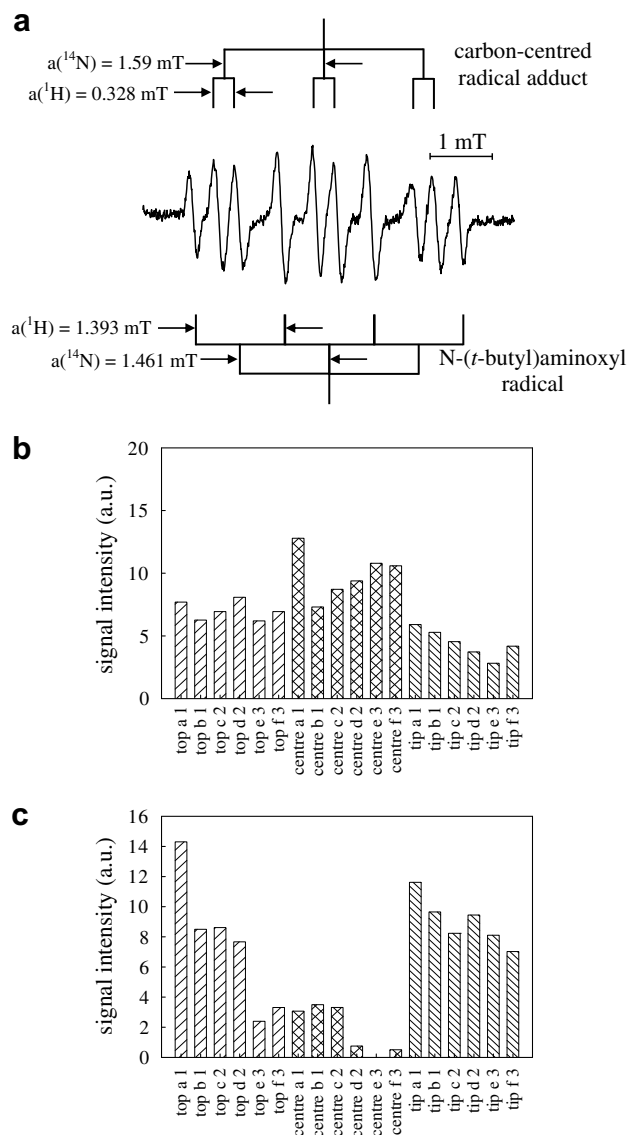 a
a(¹⁴N) = 1.59 mT
a(¹H) = 0.328 mT
carbon-centred
radical adduct
1 mT
a(¹H) = 1.393 mT
a(¹⁴N) = 1.461 mT
N-(t-butyl)aminoxyl
radical
b
signal intensity (a.u.)
20
15
10
5
0
top a 1
top b 1
top c 2
top d 2
top e 3
top f 3
centre a 1
centre b 1
centre c 2
centre d 2
centre e 3
centre f 3
tip a 1
tip b 1
tip c 2
tip d 2
tip e 3
tip f 3
c
signal intensity (a.u.)
16
14
12
10
8
6
4
2
0
top a 1
top b 1
top c 2
top d 2
top e 3
top f 3
centre a 1
centre b 1
centre c 2
centre d 2
centre e 3
centre f 3
tip a 1
tip b 1
tip c 2
tip d 2
tip e 3
tip f 3